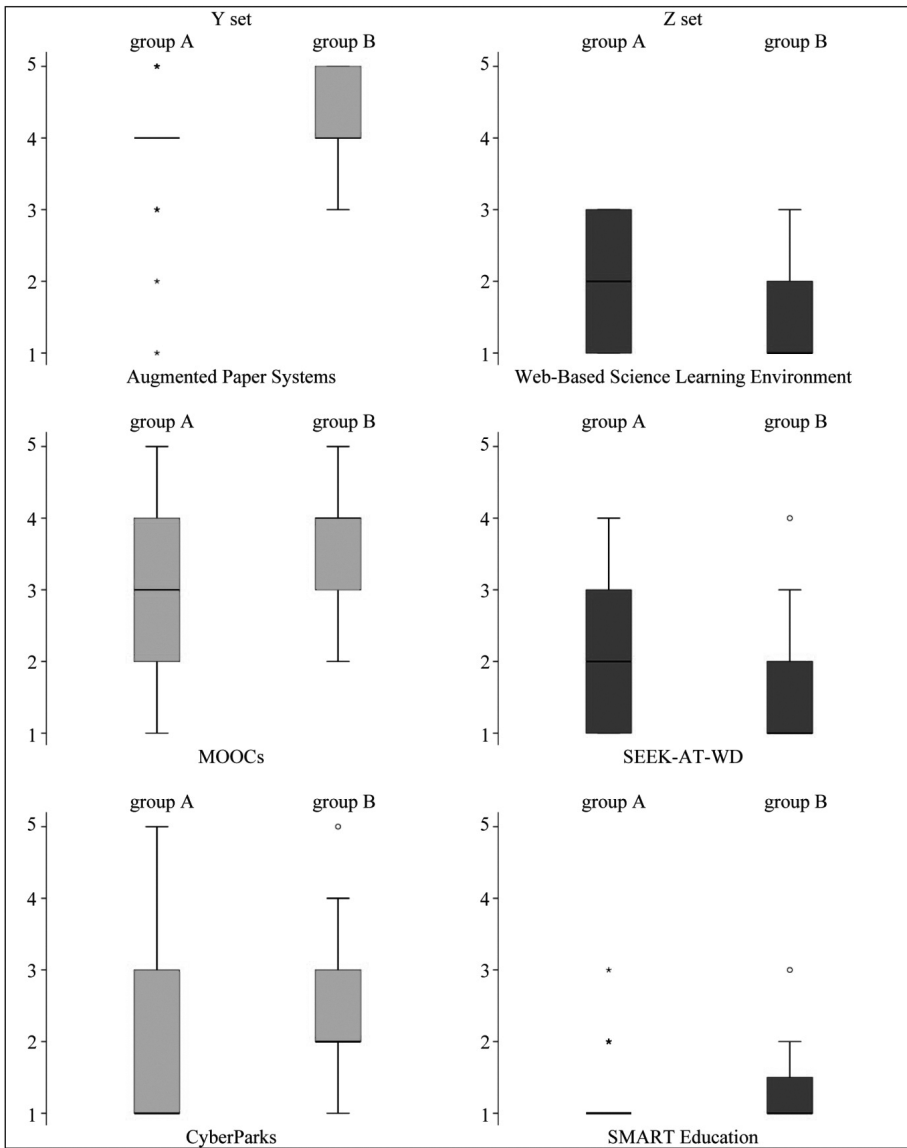 Y set Z set
group A group B group A group B
5 5
4 4
3 3
2 2
1 1
Augmented Paper Systems Web-Based Science Learning Environment
group A group B group A group B
5 5
4 4
3 3
2 2
1 1
MOOCs SEEK-AT-WD
group A group B group A group B
5 5
4 4
3 3
2 2
1 1
CyberParks SMART Education